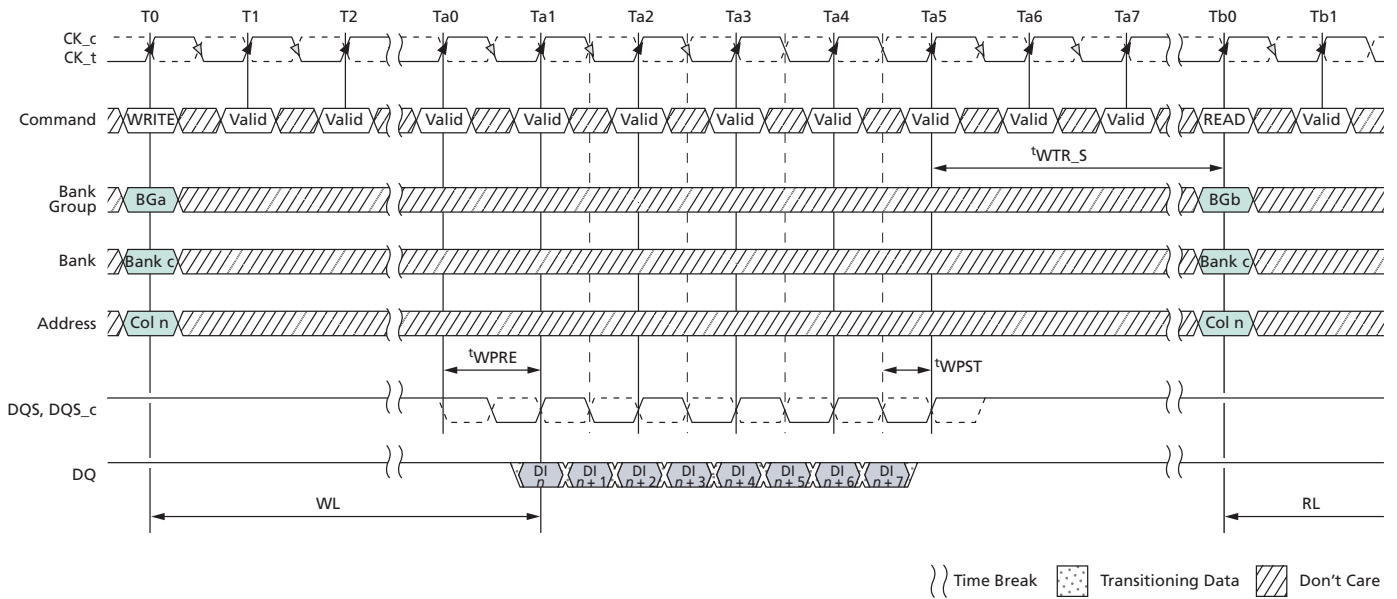 T0 T1 T2 Ta0 Ta1 Ta2 Ta3 Ta4 Ta5 Ta6 Ta7 Tb0 Tb1
CK_c
CK_t
Command WRITE Valid Valid Valid Valid Valid Valid Valid Valid Valid Valid READ Valid
tWTR_S
Bank
Group BGa BGb
Bank Bank c Bank c
Address Col n Col n
tWPRE tWPST
DQS, DQS_c
DQ DI n DI n + 1 DI n + 2 DI n + 3 DI n + 4 DI n + 5 DI n + 6 DI n + 7
WL RL
Time Break Transitioning Data Don't Care